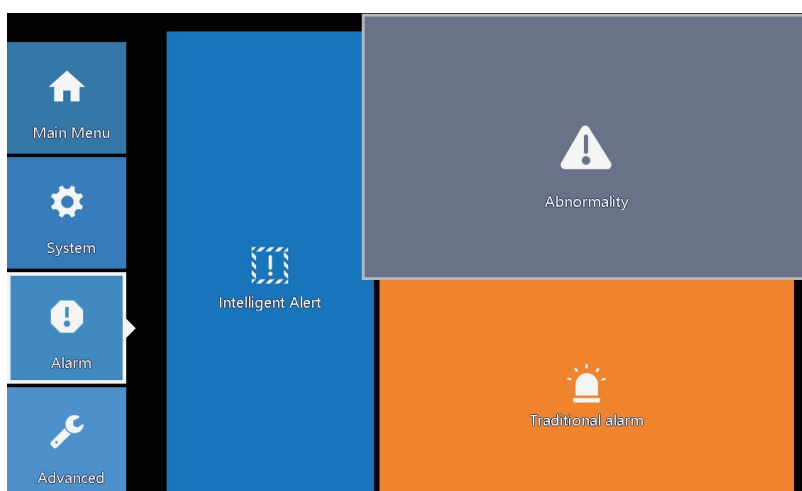 Main Menu
System
Alarm
Advanced
Intelligent Alert
Abnormality
Traditional alarm